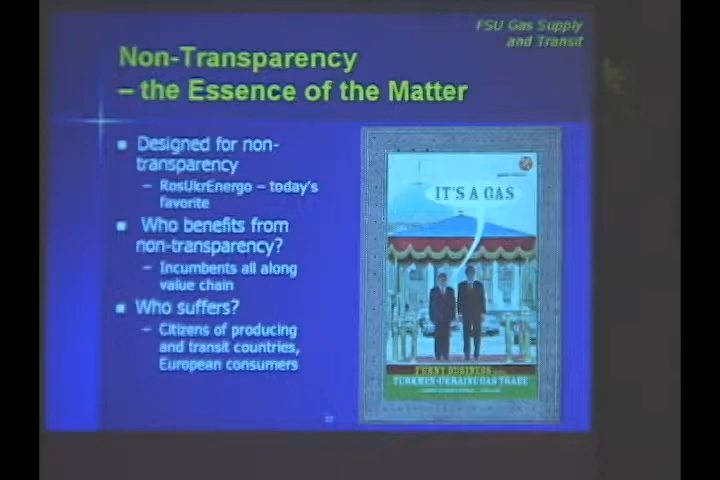 FSU Gas Supply
and Transit
Non-Transparency
– the Essence of the Matter
Designed for non-
transparency
– RosUkrEnergo – today's
favorite
Who benefits from
non-transparency?
– Incumbents all along
value chain
Who suffers?
– Citizens of producing
and transit countries,
European consumers
IT'S A GAS
FUNNY BUSINESS
TURKMEN-UKRAINE GAS TRADE